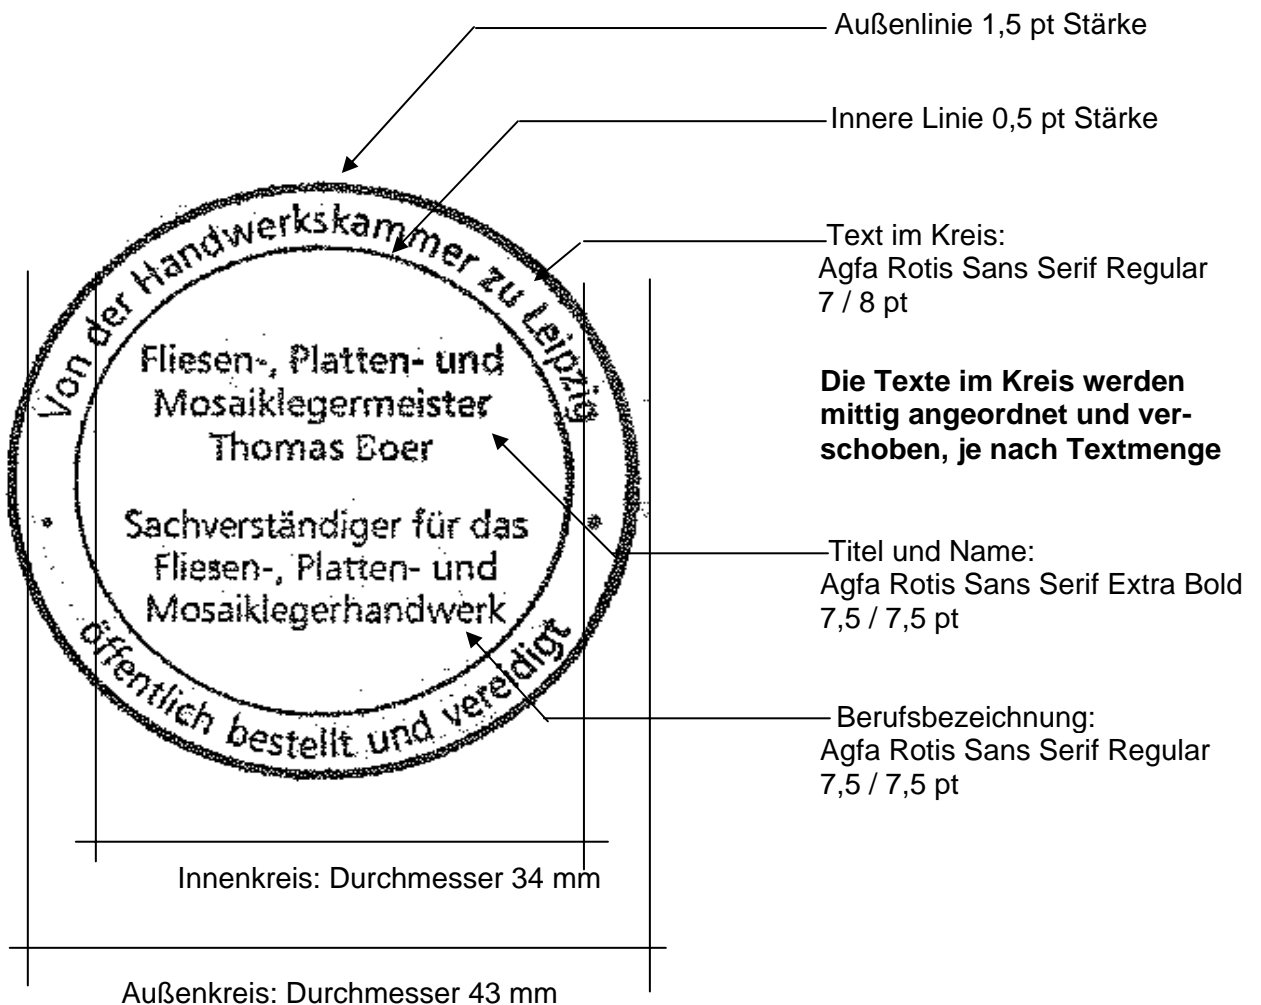 Außenlinie 1,5 pt Stärke
Innere Linie 0,5 pt Stärke
Text im Kreis:
Agfa Rotis Sans Serif Regular
7 / 8 pt
Die Texte im Kreis werden
mittig angeordnet und ver-
schoben, je nach Textmenge
Titel und Name:
Agfa Rotis Sans Serif Extra Bold
7,5 / 7,5 pt
Berufsbezeichnung:
Agfa Rotis Sans Serif Regular
7,5 / 7,5 pt
Von der Handwerkskammer zu Leipzig
Fliesen-, Platten- und
Mosaiklegermeister
Thomas Boer
Sachverständiger für das
Fliesen-, Platten- und
Mosaiklegerhandwerk
öffentlich bestellt und vereidigt
Innenkreis: Durchmesser 34 mm
Außenkreis: Durchmesser 43 mm